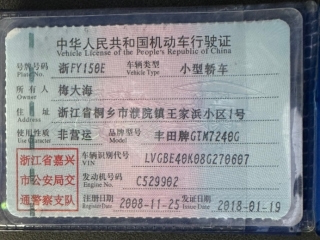 中华人民共和国机动车行驶证
Vehicle License of the People's Republic of China
号牌号码 浙FY150E 车辆类型 小型轿车
Plate No. Vehicle Type
所有人 梅大海
Owner
住址 浙江省桐乡市濮院镇王家浜小区1号
Address
使用性质 非营运 品牌型号 丰田牌GTM7240G
Use Character Model
浙江省嘉兴
市公安局交
通警察支队
车辆识别代号 LVGBE40K08G270607
VIN
发动机号码 C529902
Engine No.
注册日期 2008-11-25 发证日期 2018-01-19
Register Date Issue Date